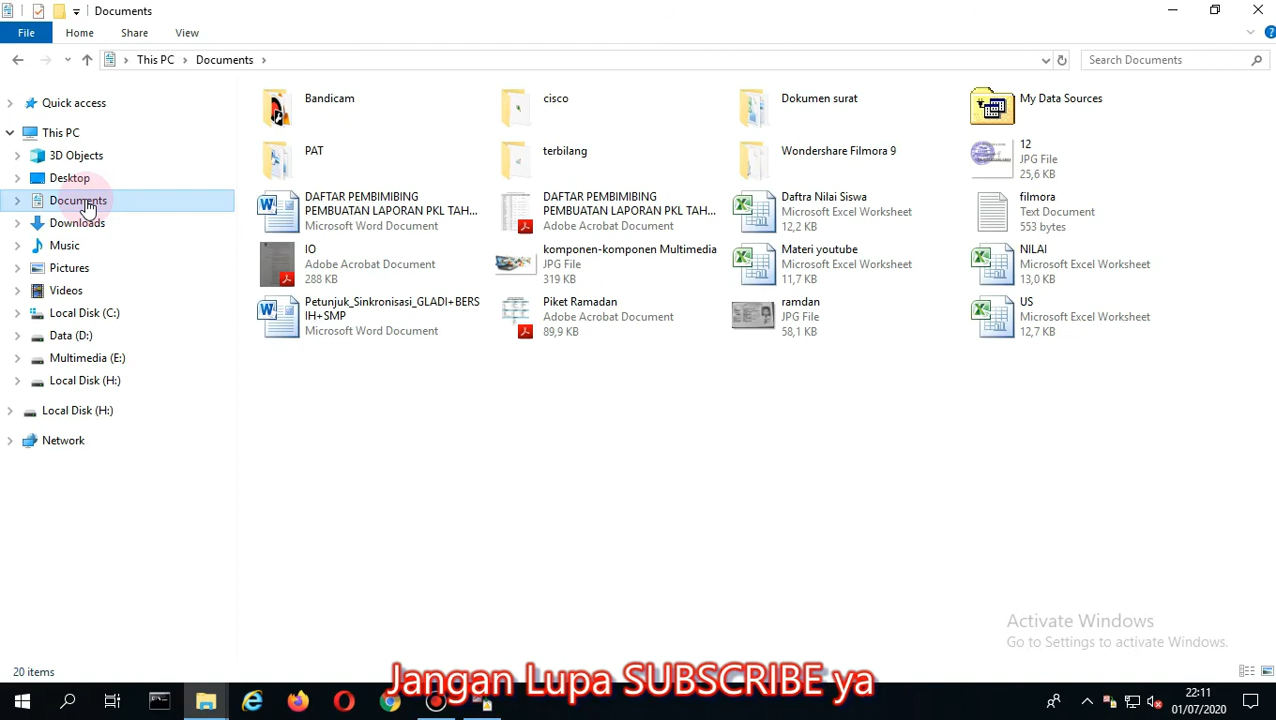 Documents
File
Home
Share
View
This PC
Documents
Search Documents
Quick access
This PC
3D Objects
Desktop
Documents
Downloads
Music
Pictures
Videos
Local Disk (C:)
Data (D:)
Multimedia (E:)
Local Disk (H:)
Local Disk (H:)
Network
Bandicam
cisco
Dokumen surat
My Data Sources
PAT
terbilang
Wondershare Filmora 9
12
JPG File
25,6 KB
DAFTAR PEMBIMIBING
PEMBUATAN LAPORAN PKL TAH...
Microsoft Word Document
DAFTAR PEMBIMIBING
PEMBUATAN LAPORAN PKL TAH...
Adobe Acrobat Document
Daftra Nilai Siswa
Microsoft Excel Worksheet
12,2 KB
filmora
Text Document
553 bytes
IO
Adobe Acrobat Document
288 KB
komponen-komponen Multimedia
JPG File
319 KB
Materi youtube
Microsoft Excel Worksheet
11,7 KB
NILAI
Microsoft Excel Worksheet
13,0 KB
Petunjuk_Sinkronisasi_GLADI+BERS
IH+SMP
Microsoft Word Document
Piket Ramadan
Adobe Acrobat Document
89,9 KB
ramdan
JPG File
58,1 KB
US
Microsoft Excel Worksheet
12,7 KB
Activate Windows
Go to Settings to activate Windows.
20 items
Jangan Lupa SUBSCRIBE ya
22:11
01/07/2020